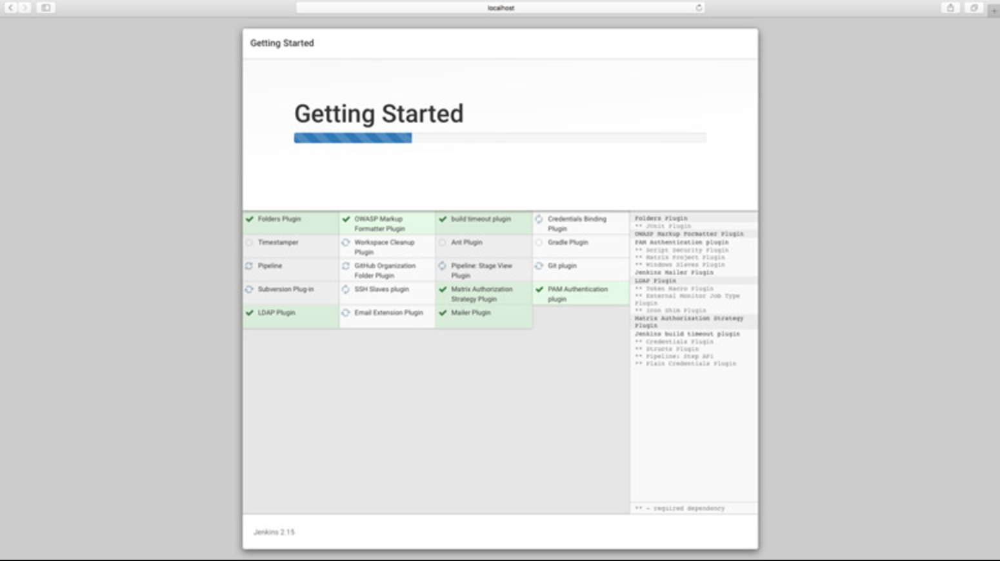 localhost
Getting Started
Getting Started
Folders Plugin
OWASP Markup
Formatter Plugin
build timeout plugin
Credentials Binding
Plugin
Timestamper
Workspace Cleanup
Plugin
Ant Plugin
Gradle Plugin
Pipeline
GitHub Organization
Folder Plugin
Pipeline: Stage View
Plugin
Git plugin
Subversion Plug-in
SSH Slaves plugin
Matrix Authorization
Strategy Plugin
PAM Authentication
plugin
LDAP Plugin
Email Extension Plugin
Mailer Plugin
Folders Plugin
** JUnit Plugin
OWASP Markup Formatter Plugin
PAM Authentication plugin
** Script Security Plugin
** Matrix Project Plugin
** Windows Slaves Plugin
Jenkins Mailer Plugin
LDAP Plugin
** Token Macro Plugin
** External Monitor Job Type
Plugin
** Icon Shim Plugin
Matrix Authorization Strategy
Plugin
Jenkins build timeout plugin
** Credentials Plugin
** Structs Plugin
** Pipeline: Step API
** Plain Credentials Plugin
** - required dependency
Jenkins 2.15